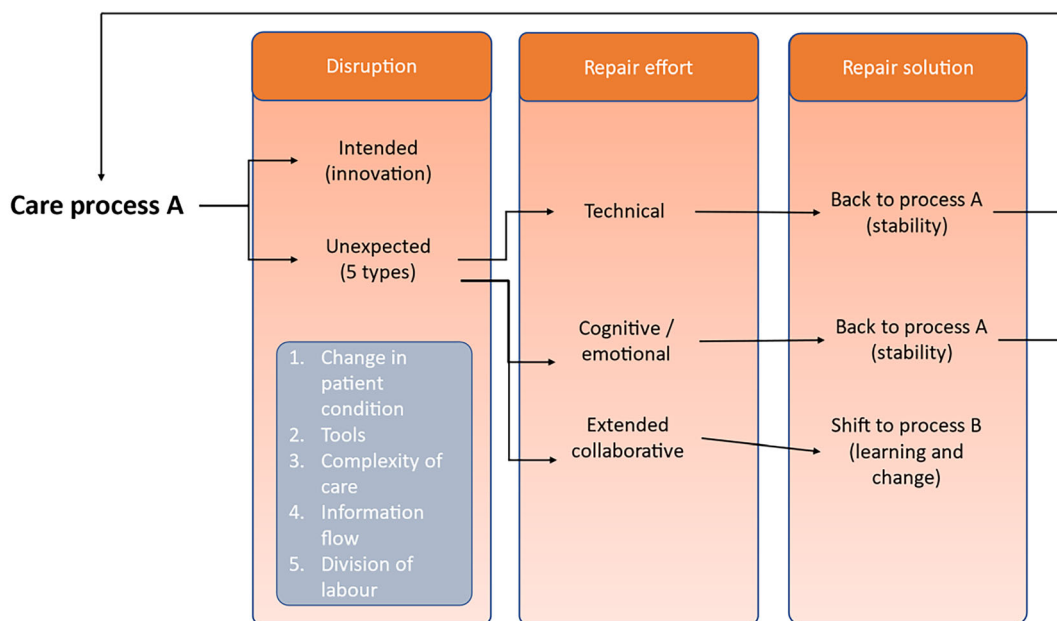 Disruption
Repair effort
Repair solution
Care process A
Intended
(innovation)
Unexpected
(5 types)
1. Change in
patient
condition
2. Tools
3. Complexity of
care
4. Information
flow
5. Division of
labour
Technical
Cognitive /
emotional
Extended
collaborative
Back to process A
(stability)
Back to process A
(stability)
Shift to process B
(learning and
change)